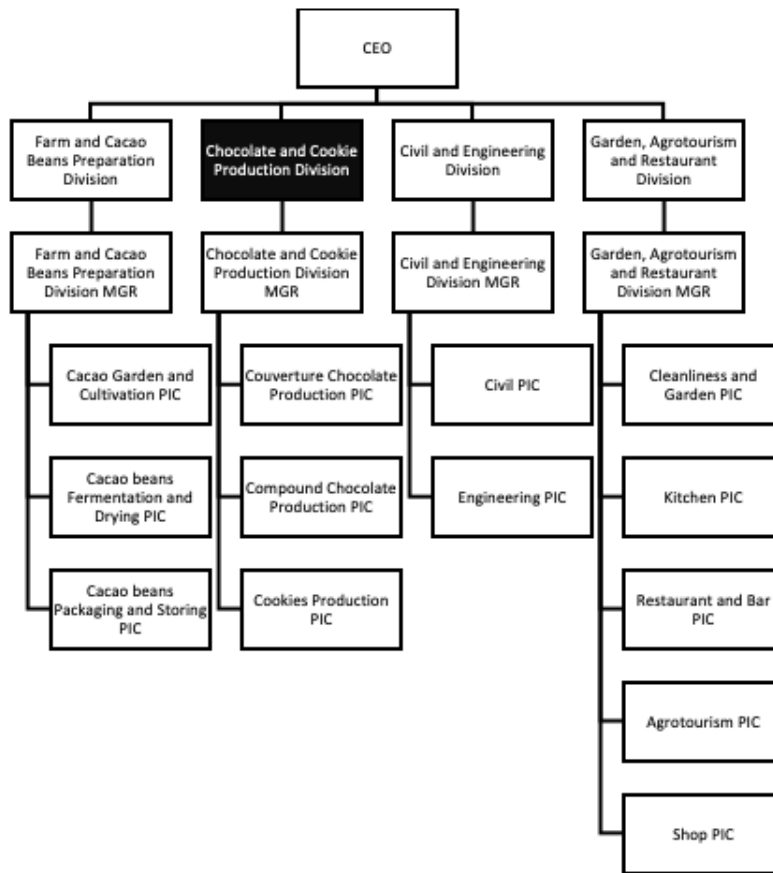 CEO
Farm and Cacao
Beans Preparation
Division
Chocolate and Cookie
Production Division
Civil and Engineering
Division
Garden, Agrotourism
and Restaurant
Division
Farm and Cacao
Beans Preparation
Division MGR
Chocolate and Cookie
Production Division
MGR
Civil and Engineering
Division MGR
Garden, Agrotourism
and Restaurant
Division MGR
Cacao Garden and
Cultivation PIC
Couverture Chocolate
Production PIC
Civil PIC
Cleanliness and
Garden PIC
Cacao beans
Fermentation and
Drying PIC
Compound Chocolate
Production PIC
Engineering PIC
Kitchen PIC
Cacao beans
Packaging and Storing
PIC
Cookies Production
PIC
Restaurant and Bar
PIC
Agrotourism PIC
Shop PIC